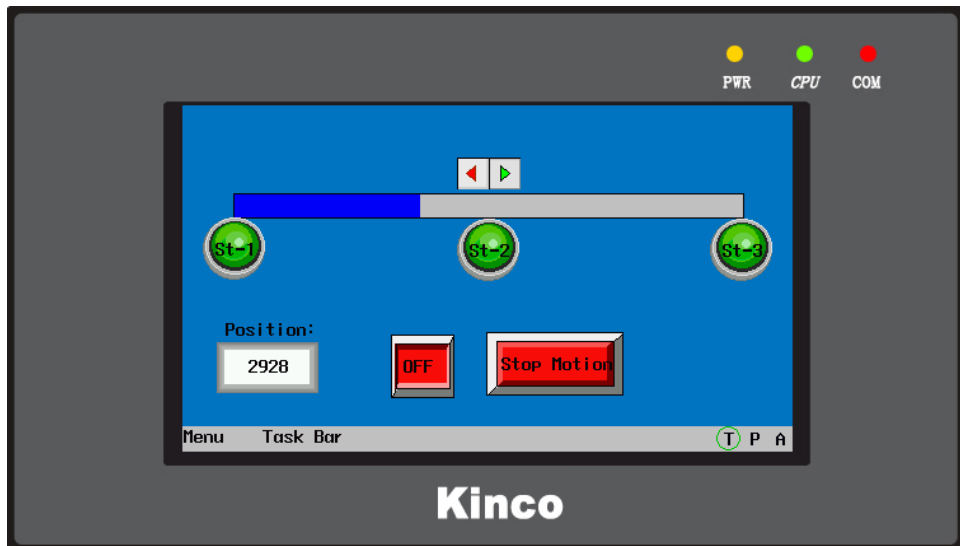 PWR CPU COM
St-1 St-2 St-3
Position:
2928 OFF Stop Motion
Menu Task Bar T P A
Kinco